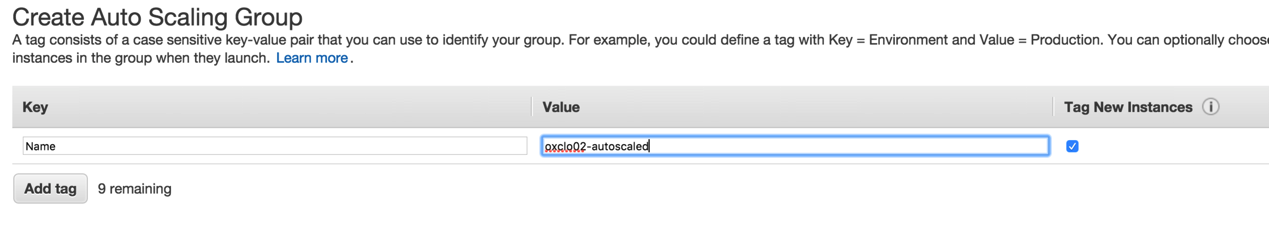 Create Auto Scaling Group
A tag consists of a case sensitive key-value pair that you can use to identify your group. For example, you could define a tag with Key = Environment and Value = Production. You can optionally choose
instances in the group when they launch. Learn more.
Key Value Tag New Instances i
Name oxclo02-autoscaled
Add tag 9 remaining